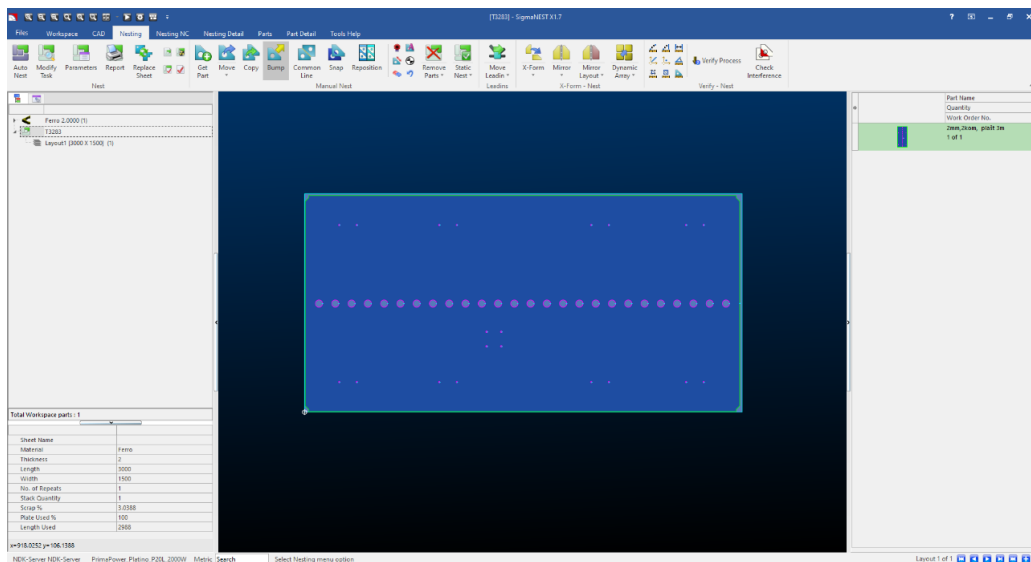 [T3283] - SigmaNEST X1.7
Files Workspace CAD Nesting Nesting NC Nesting Detail Parts Part Detail Tools Help
Auto Nest
Modify Task
Parameters
Report
Replace Sheet
Get Part
Move
Copy
Bump
Common Line
Snap
Reposition
Remove Parts
Static Nest
Move Leadin
X-Form
Mirror
Mirror Layout
Dynamic Array
Verify Process
Check Interference
Nest
Manual Nest
Leadins
X-Form - Nest
Verify - Nest
Ferro 2.0000 (1)
T3283
Layout1 [3000 X 1500] (1)
Part Name
Quantity
Work Order No.
2mm,2kom, plašt 3m
1 of 1
Total Workspace parts : 1
Sheet Name
Material Ferro
Thickness 2
Length 3000
Width 1500
No. of Repeats 1
Stack Quantity 1
Scrap % 3.0388
Plate Used % 100
Length Used 2988
x=918.0252 y=106.1388
NDK-Server NDK-Server PrimaPower_Platino_P20L_2000W Metric Search Select Nesting menu option Layout 1 of 1